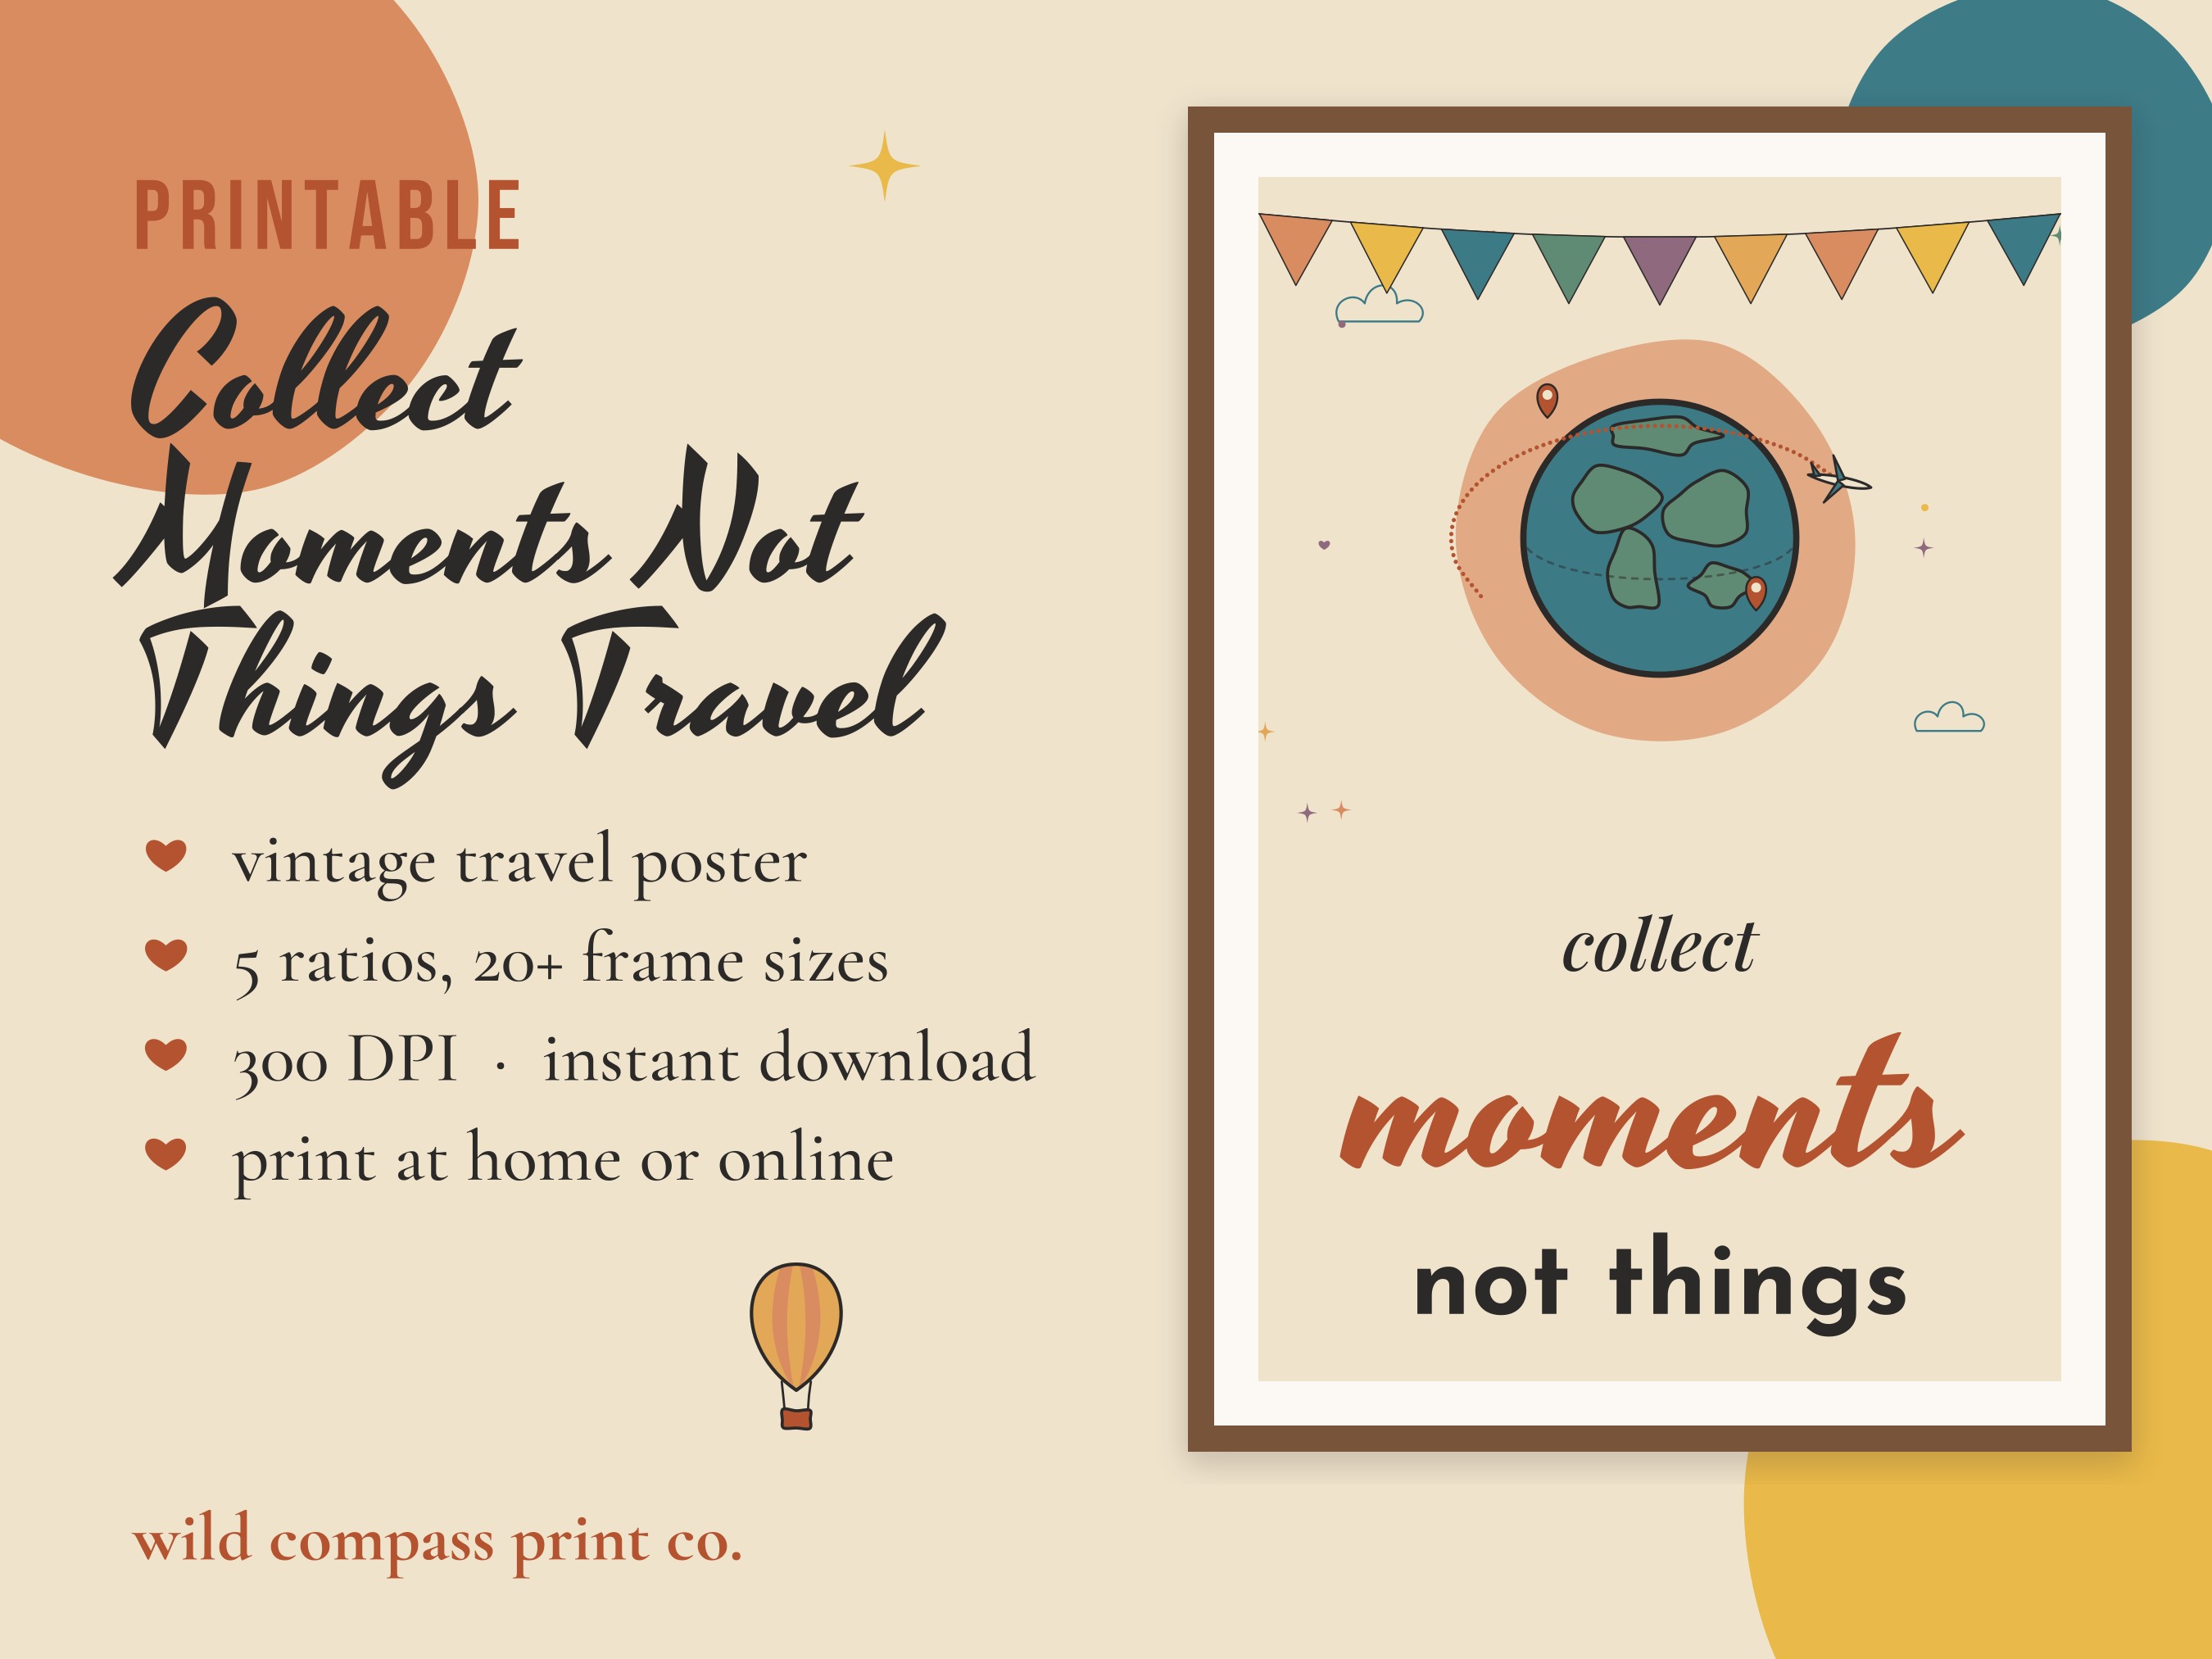 PRINTABLE
Collect
Moments Not
Things Travel
vintage travel poster
5 ratios, 20+ frame sizes
300 DPI · instant download
print at home or online
wild compass print co.
collect
moments
not things